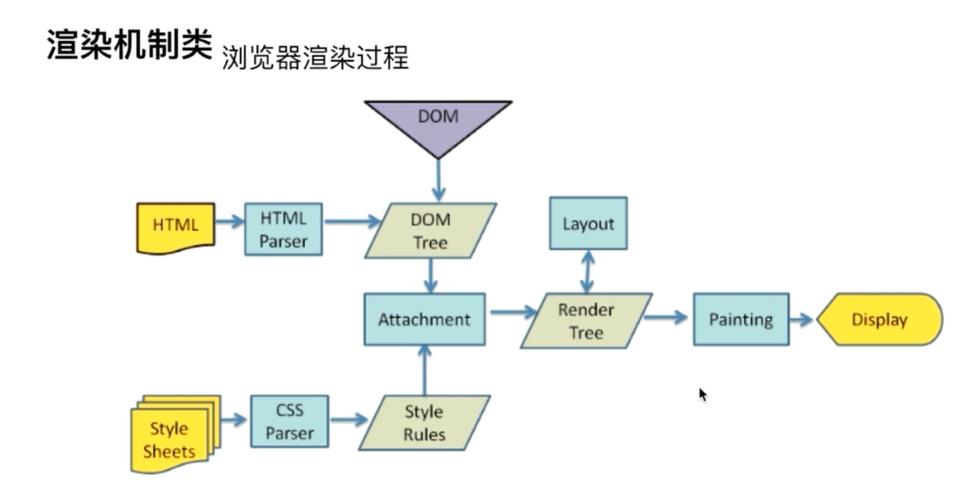 渲染机制类 浏览器渲染过程
DOM
HTML
HTML
Parser
DOM
Tree
Layout
Attachment
Render
Tree
Painting
Display
Style
Sheets
CSS
Parser
Style
Rules